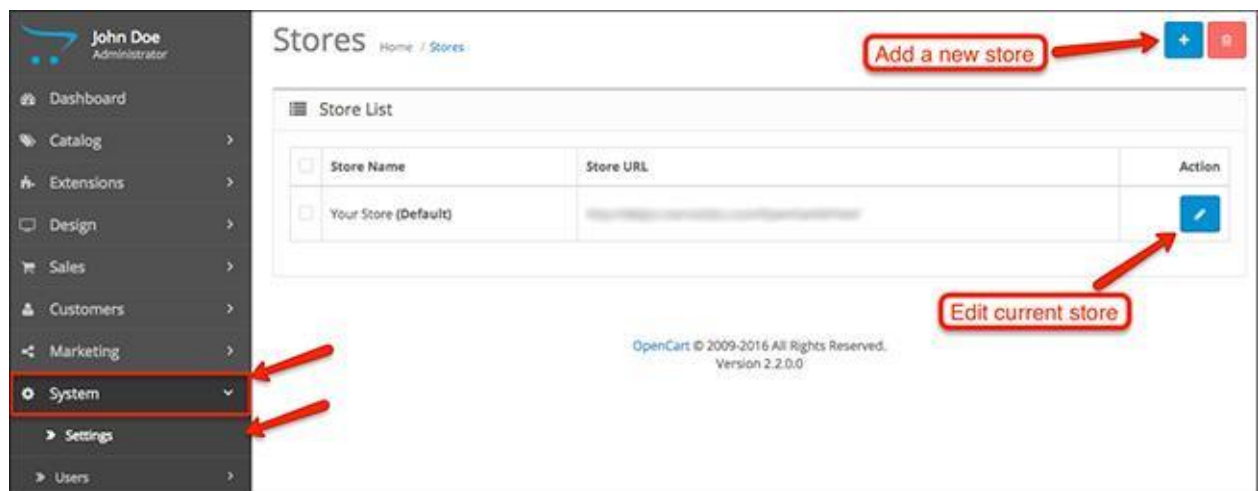 John Doe
Administrator
Dashboard
Catalog
Extensions
Design
Sales
Customers
Marketing
System
Settings
Users
Stores Home / Stores
Add a new store
Store List
Store Name Store URL Action
Your Store (Default)
Edit current store
OpenCart © 2009-2016 All Rights Reserved.
Version 2.2.0.0